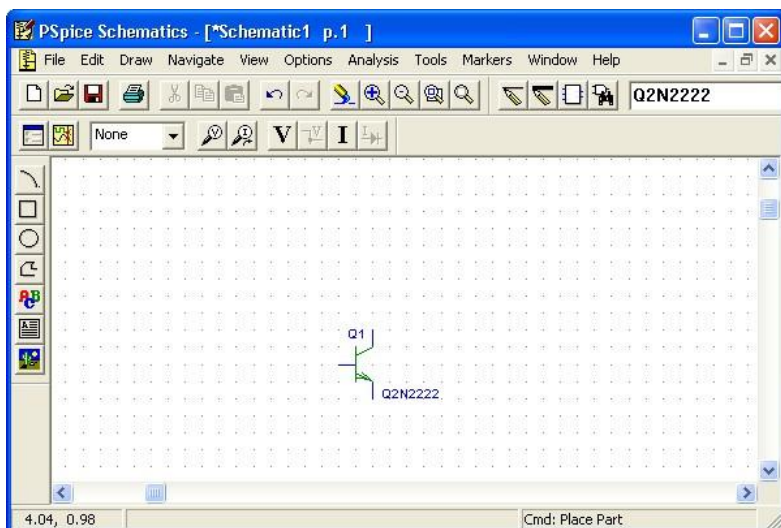 PSpice Schematics - [*Schematic1 p.1 ]
File Edit Draw Navigate View Options Analysis Tools Markers Window Help
Q2N2222
None V I
Q1
Q2N2222
4.04, 0.98 Cmd: Place Part